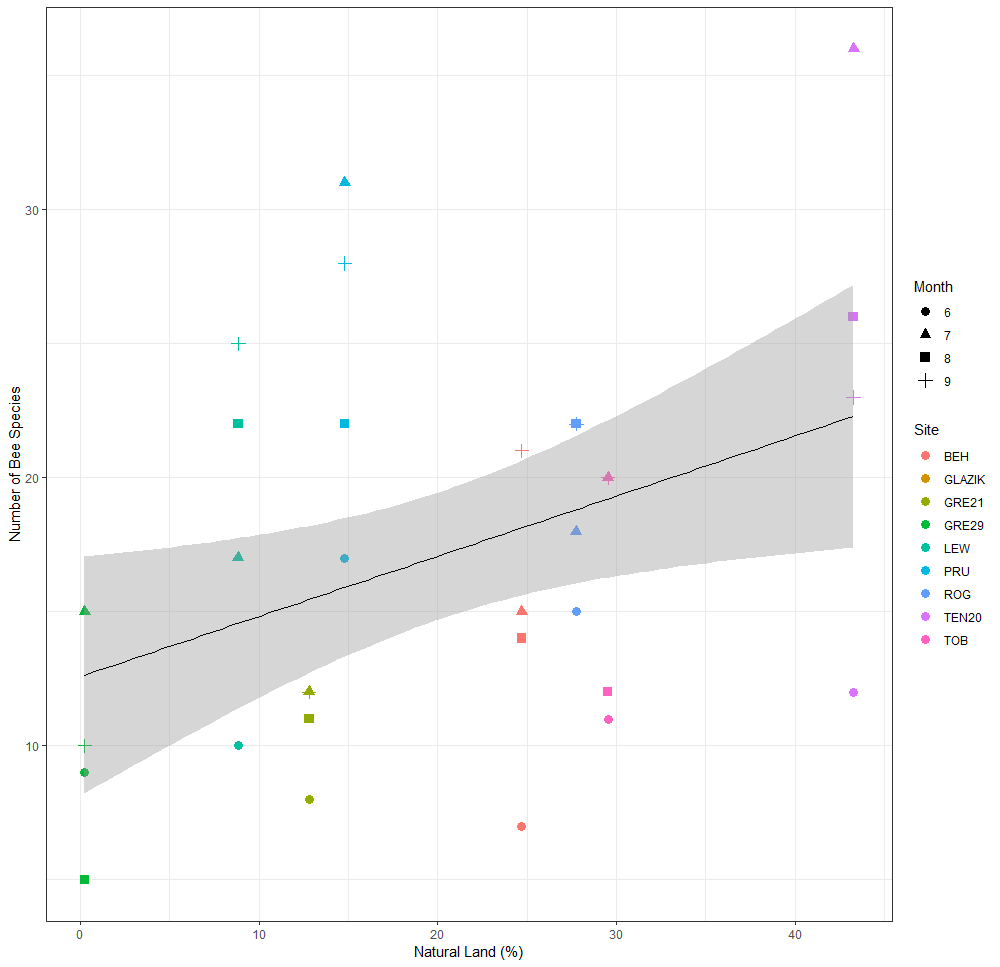 Number of Bee Species
30
20
10
0
10
20
30
40
Natural Land (%)
Month
6
7
8
9
Site
BEH
GLAZIK
GRE21
GRE29
LEW
PRU
ROG
TEN20
TOB